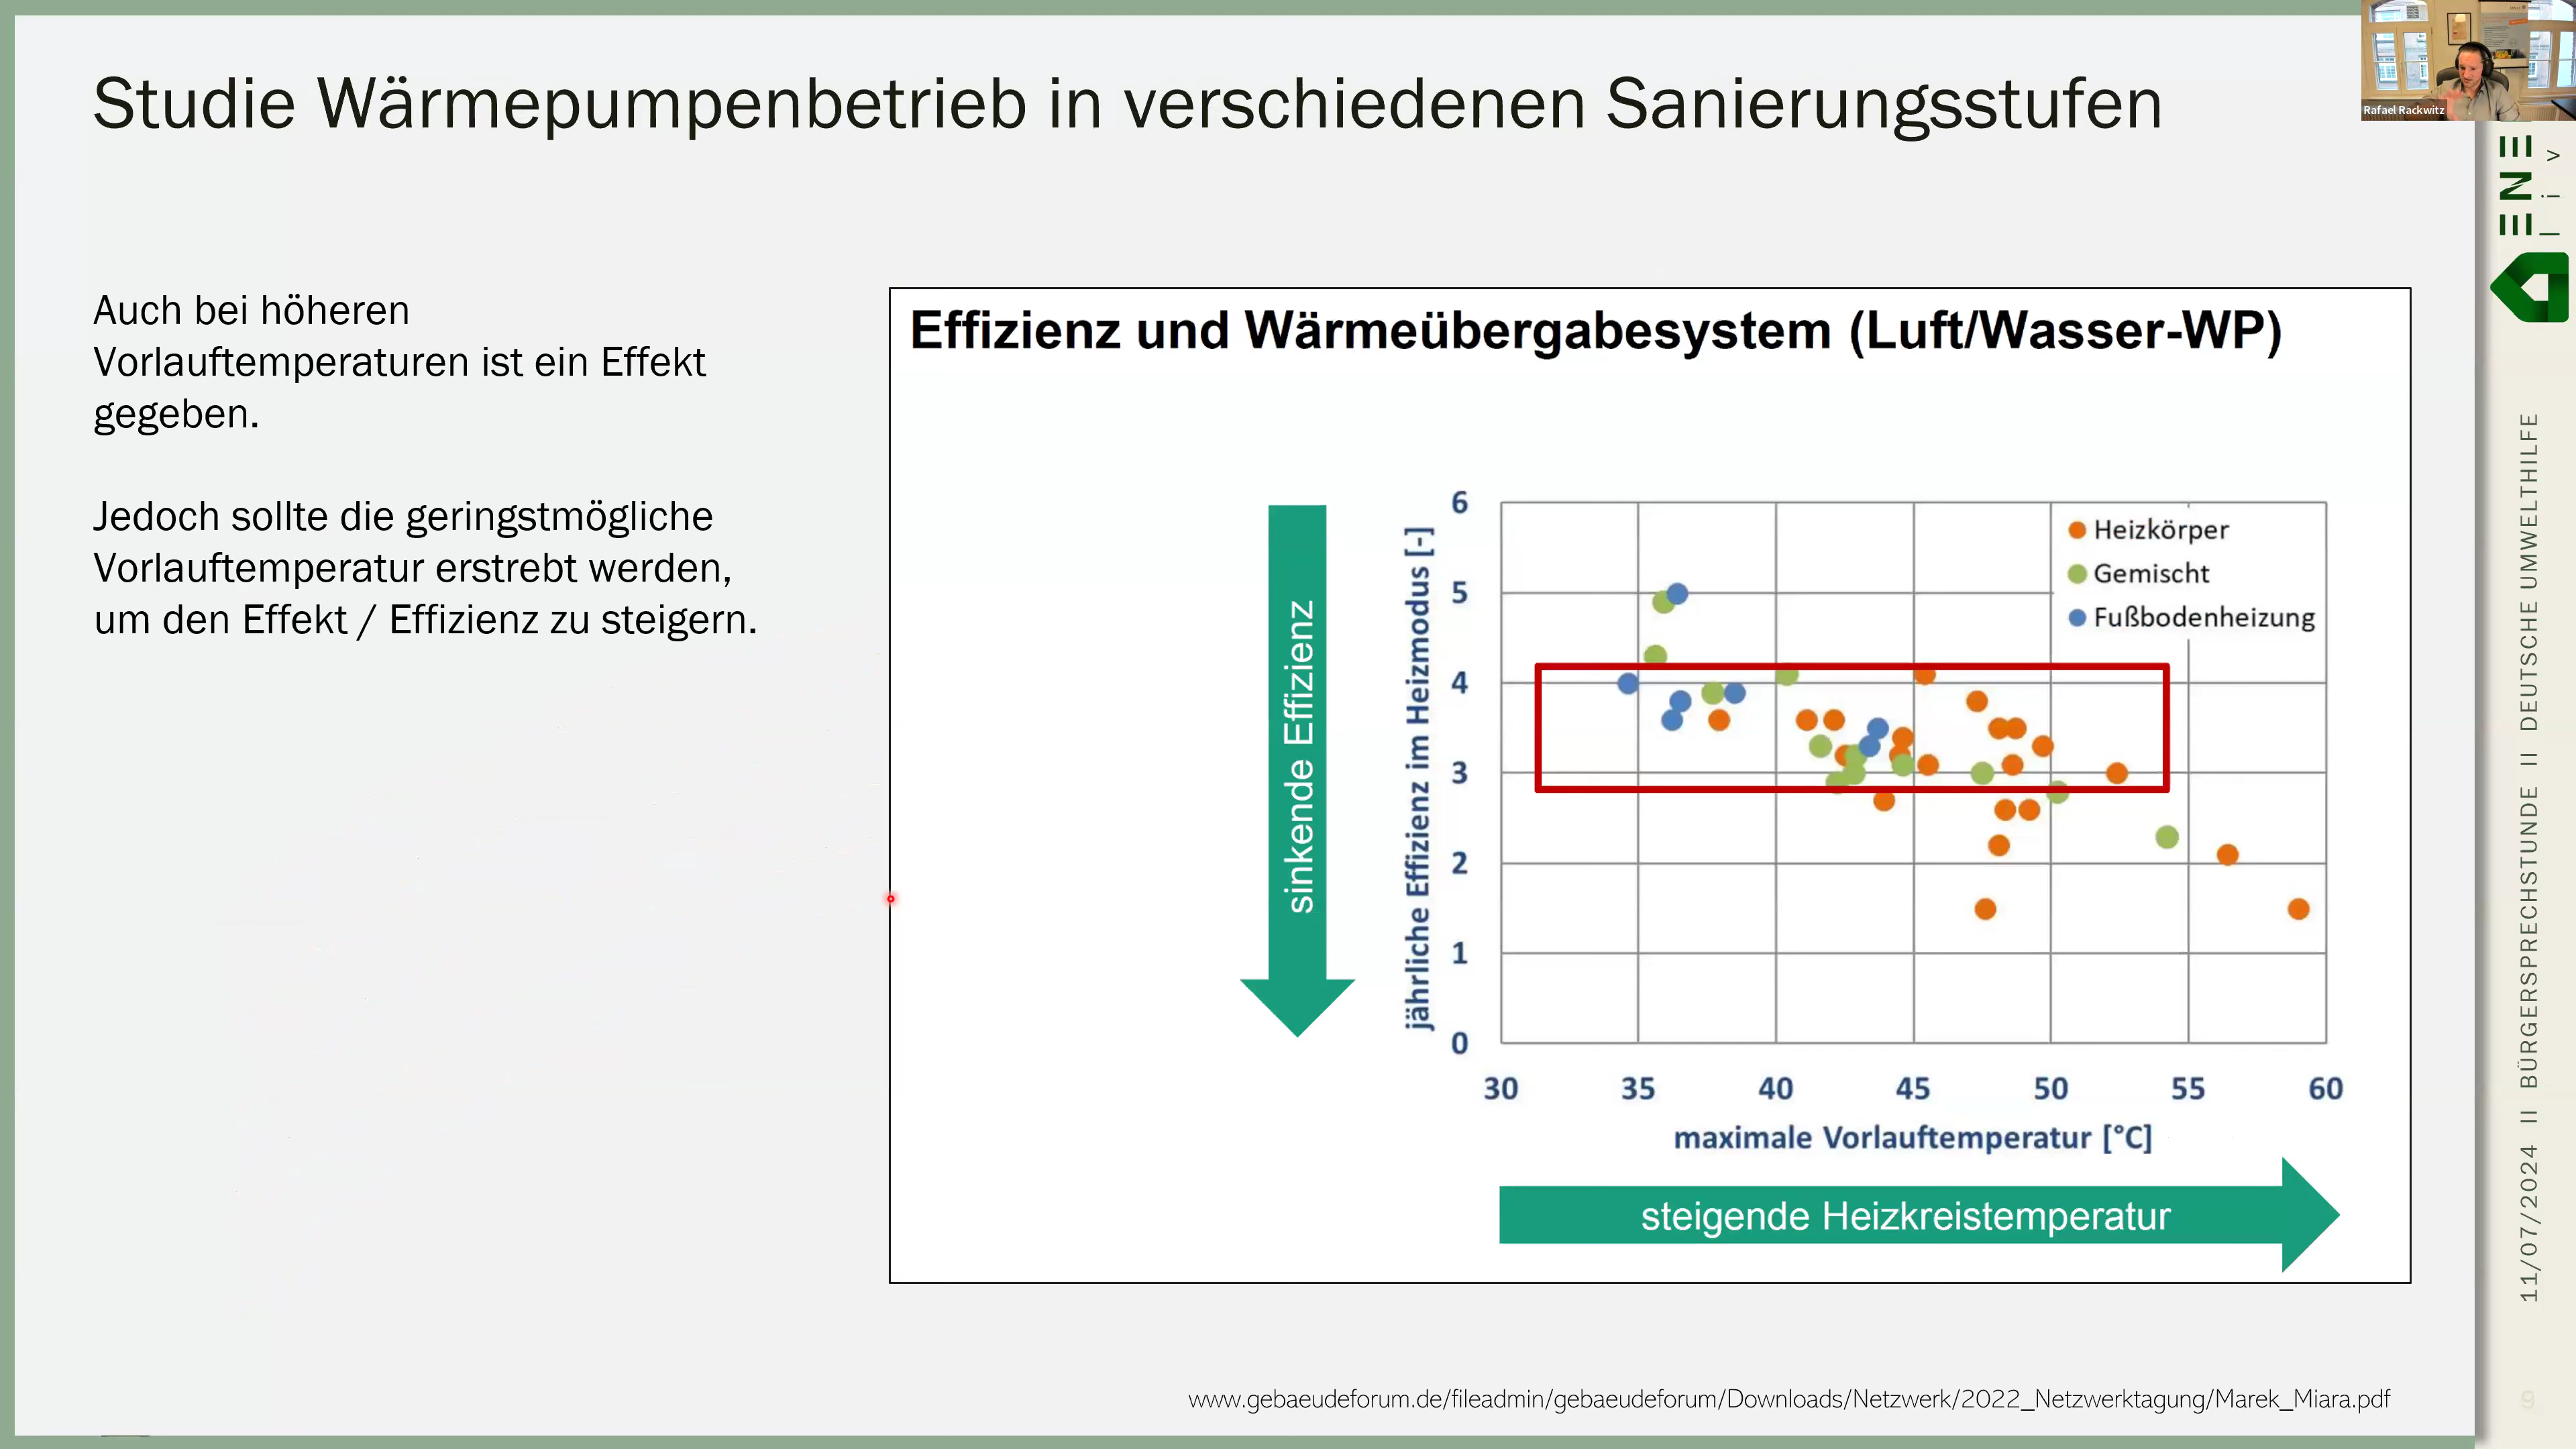 Studie Wärmepumpenbetrieb in verschiedenen Sanierungsstufen
Rafael Rackwitz
Auch bei höheren
Vorlauftemperaturen ist ein Effekt
gegeben.
Jedoch sollte die geringstmögliche
Vorlauftemperatur erstrebt werden,
um den Effekt / Effizienz zu steigern.
Effizienz und Wärmeübergabesystem (Luft/Wasser-WP)
sinkende Effizienz
jährliche Effizienz im Heizmodus [-]
6
5
4
3
2
1
0
Heizkörper
Gemischt
Fußbodenheizung
30 35 40 45 50 55 60
maximale Vorlauftemperatur [°C]
steigende Heizkreistemperatur
www.gebaeudeforum.de/fileadmin/gebaeudeforum/Downloads/Netzwerk/2022_Netzwerktagung/Marek_Miara.pdf
ENE
liv
11/07/2024 II BÜRGERSPRECHSTUNDE II DEUTSCHE UMWELTHILFE
9